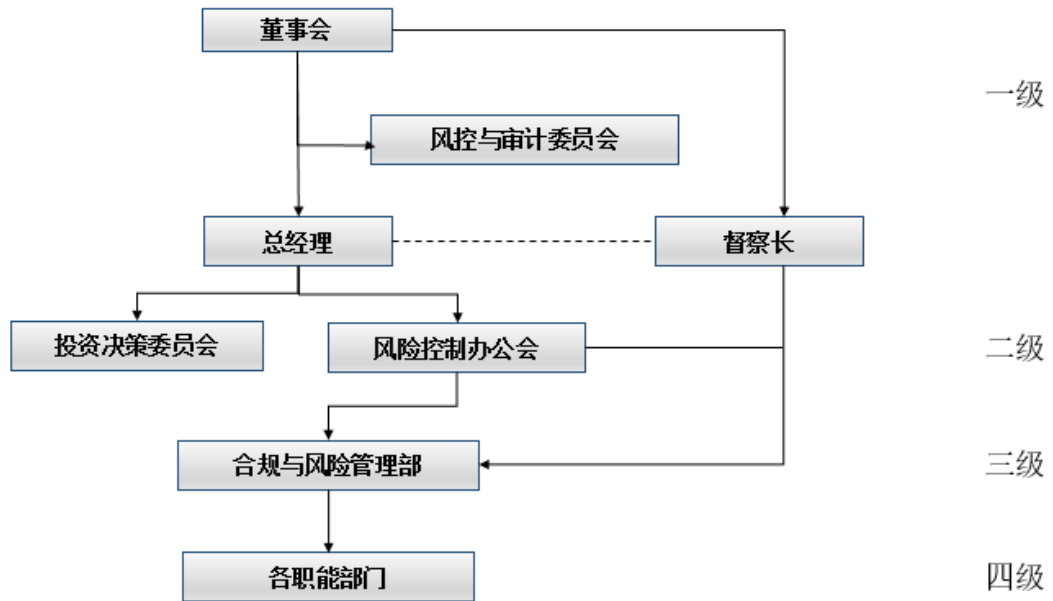 董事会
一级
风控与审计委员会
总经理
督察长
投资决策委员会
风险控制办公会
二级
合规与风险管理部
三级
各职能部门
四级